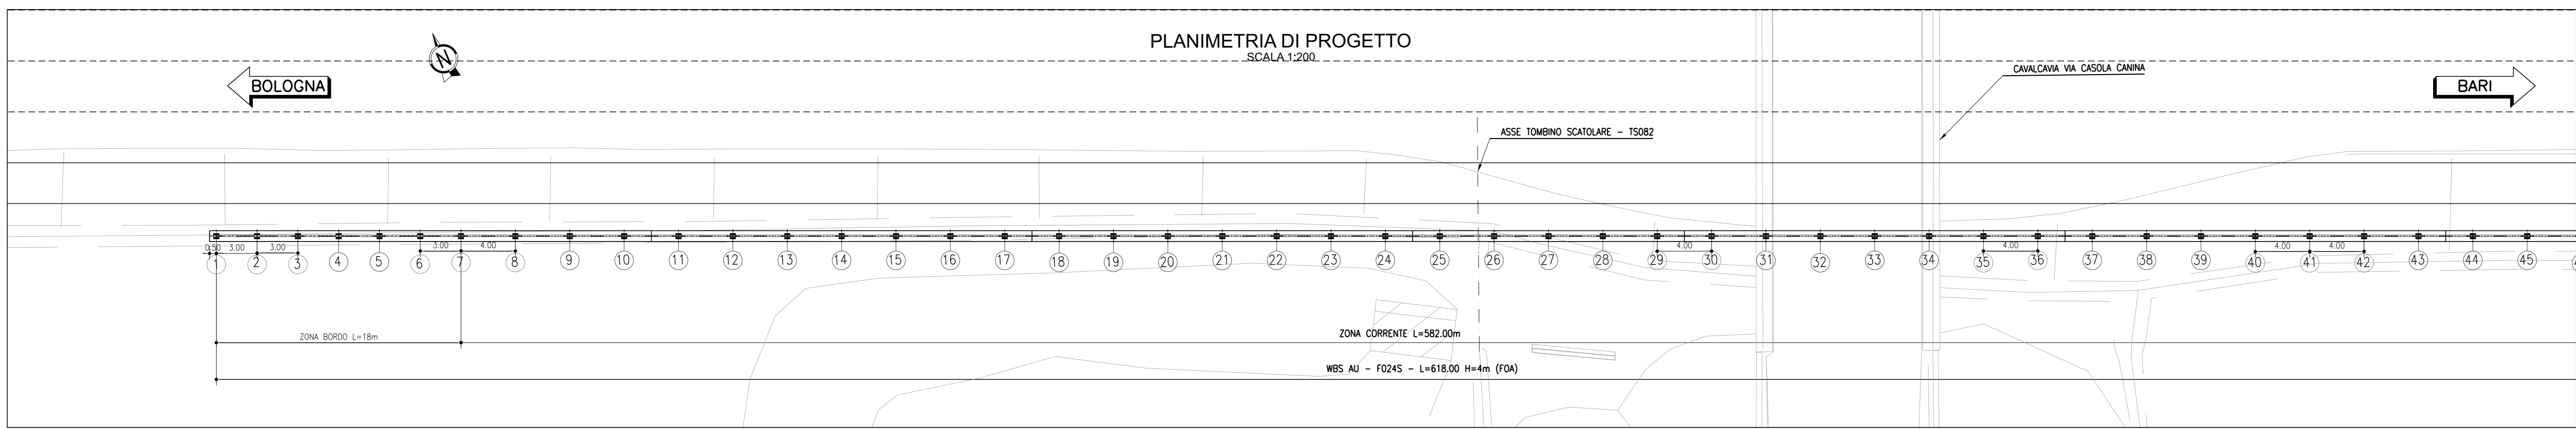 PLANIMETRIA DI PROGETTO
SCALA 1:200
N
BOLOGNA
CAVALCAVIA VIA CASOLA CANINA
BARI
ASSE TOMBINO SCATOLARE - TS082
0.50 3.00 3.00 3.00 4.00 4.00 4.00 4.00 4.00
1 2 3 4 5 6 7 8 9 10 11 12 13 14 15 16 17 18 19 20 21 22 23 24 25 26 27 28 29 30 31 32 33 34 35 36 37 38 39 40 41 42 43 44 45
ZONA BORDO L=18m
ZONA CORRENTE L=582.00m
WBS AU - FO24S - L=618.00 H=4m (FOA)